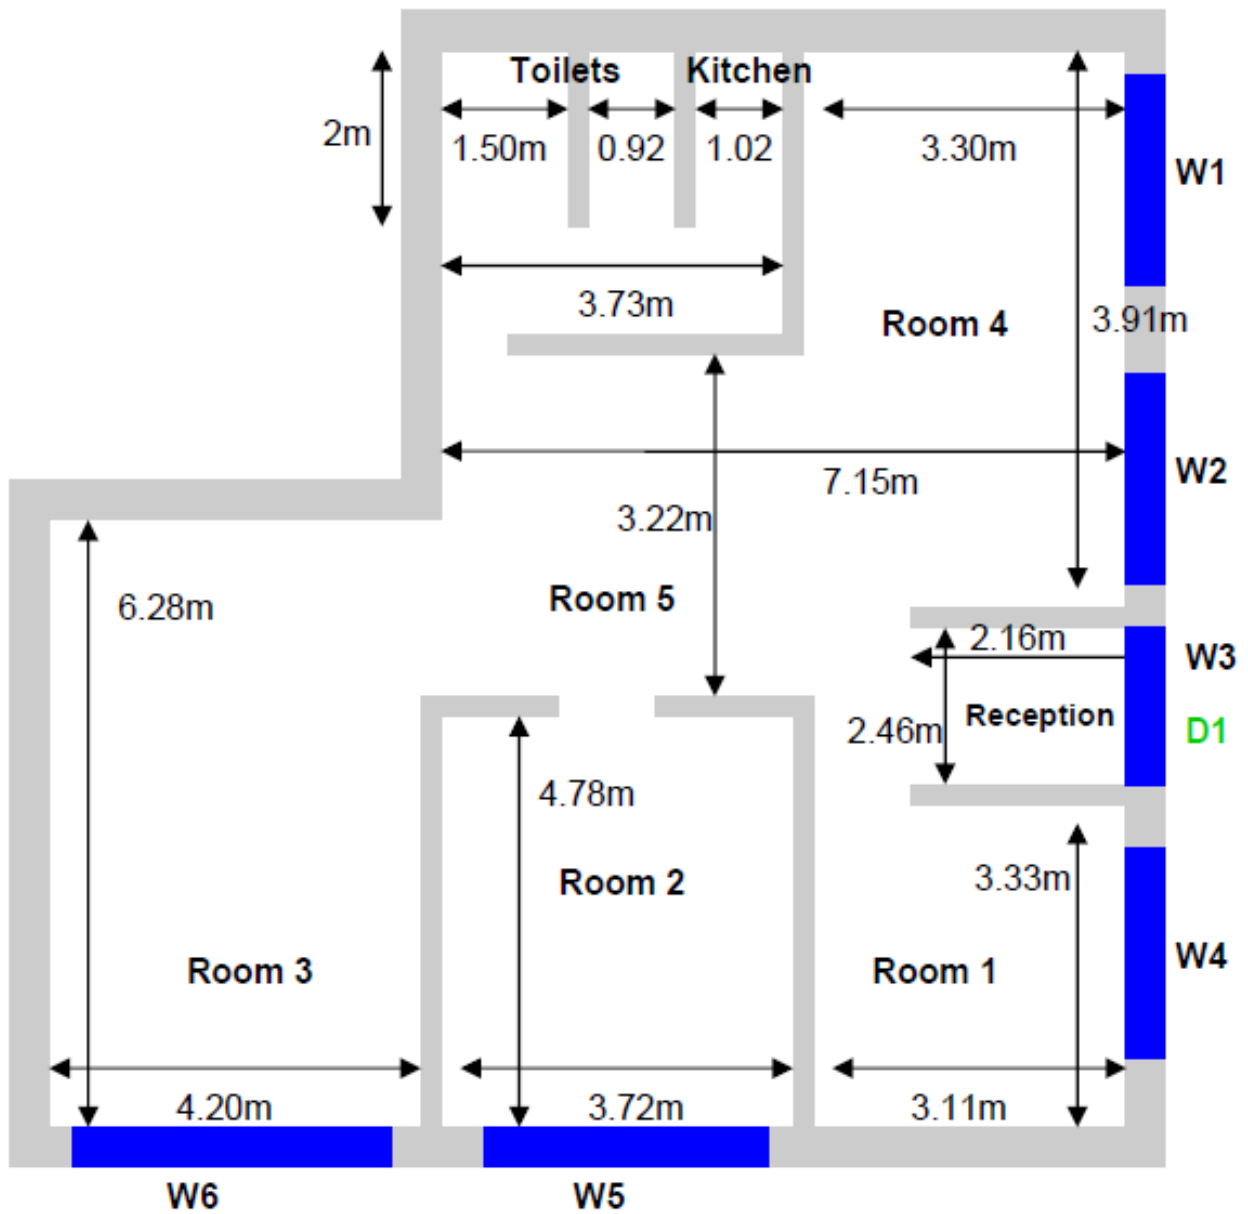 Toilets Kitchen
2m
1.50m 0.92 1.02 3.30m
W1
3.73m
Room 4
3.91m
W2
7.15m
3.22m
Room 5
6.28m
2.16m
W3
Reception
2.46m
D1
4.78m
Room 2
3.33m
W4
Room 3
Room 1
4.20m
3.72m
3.11m
W6
W5